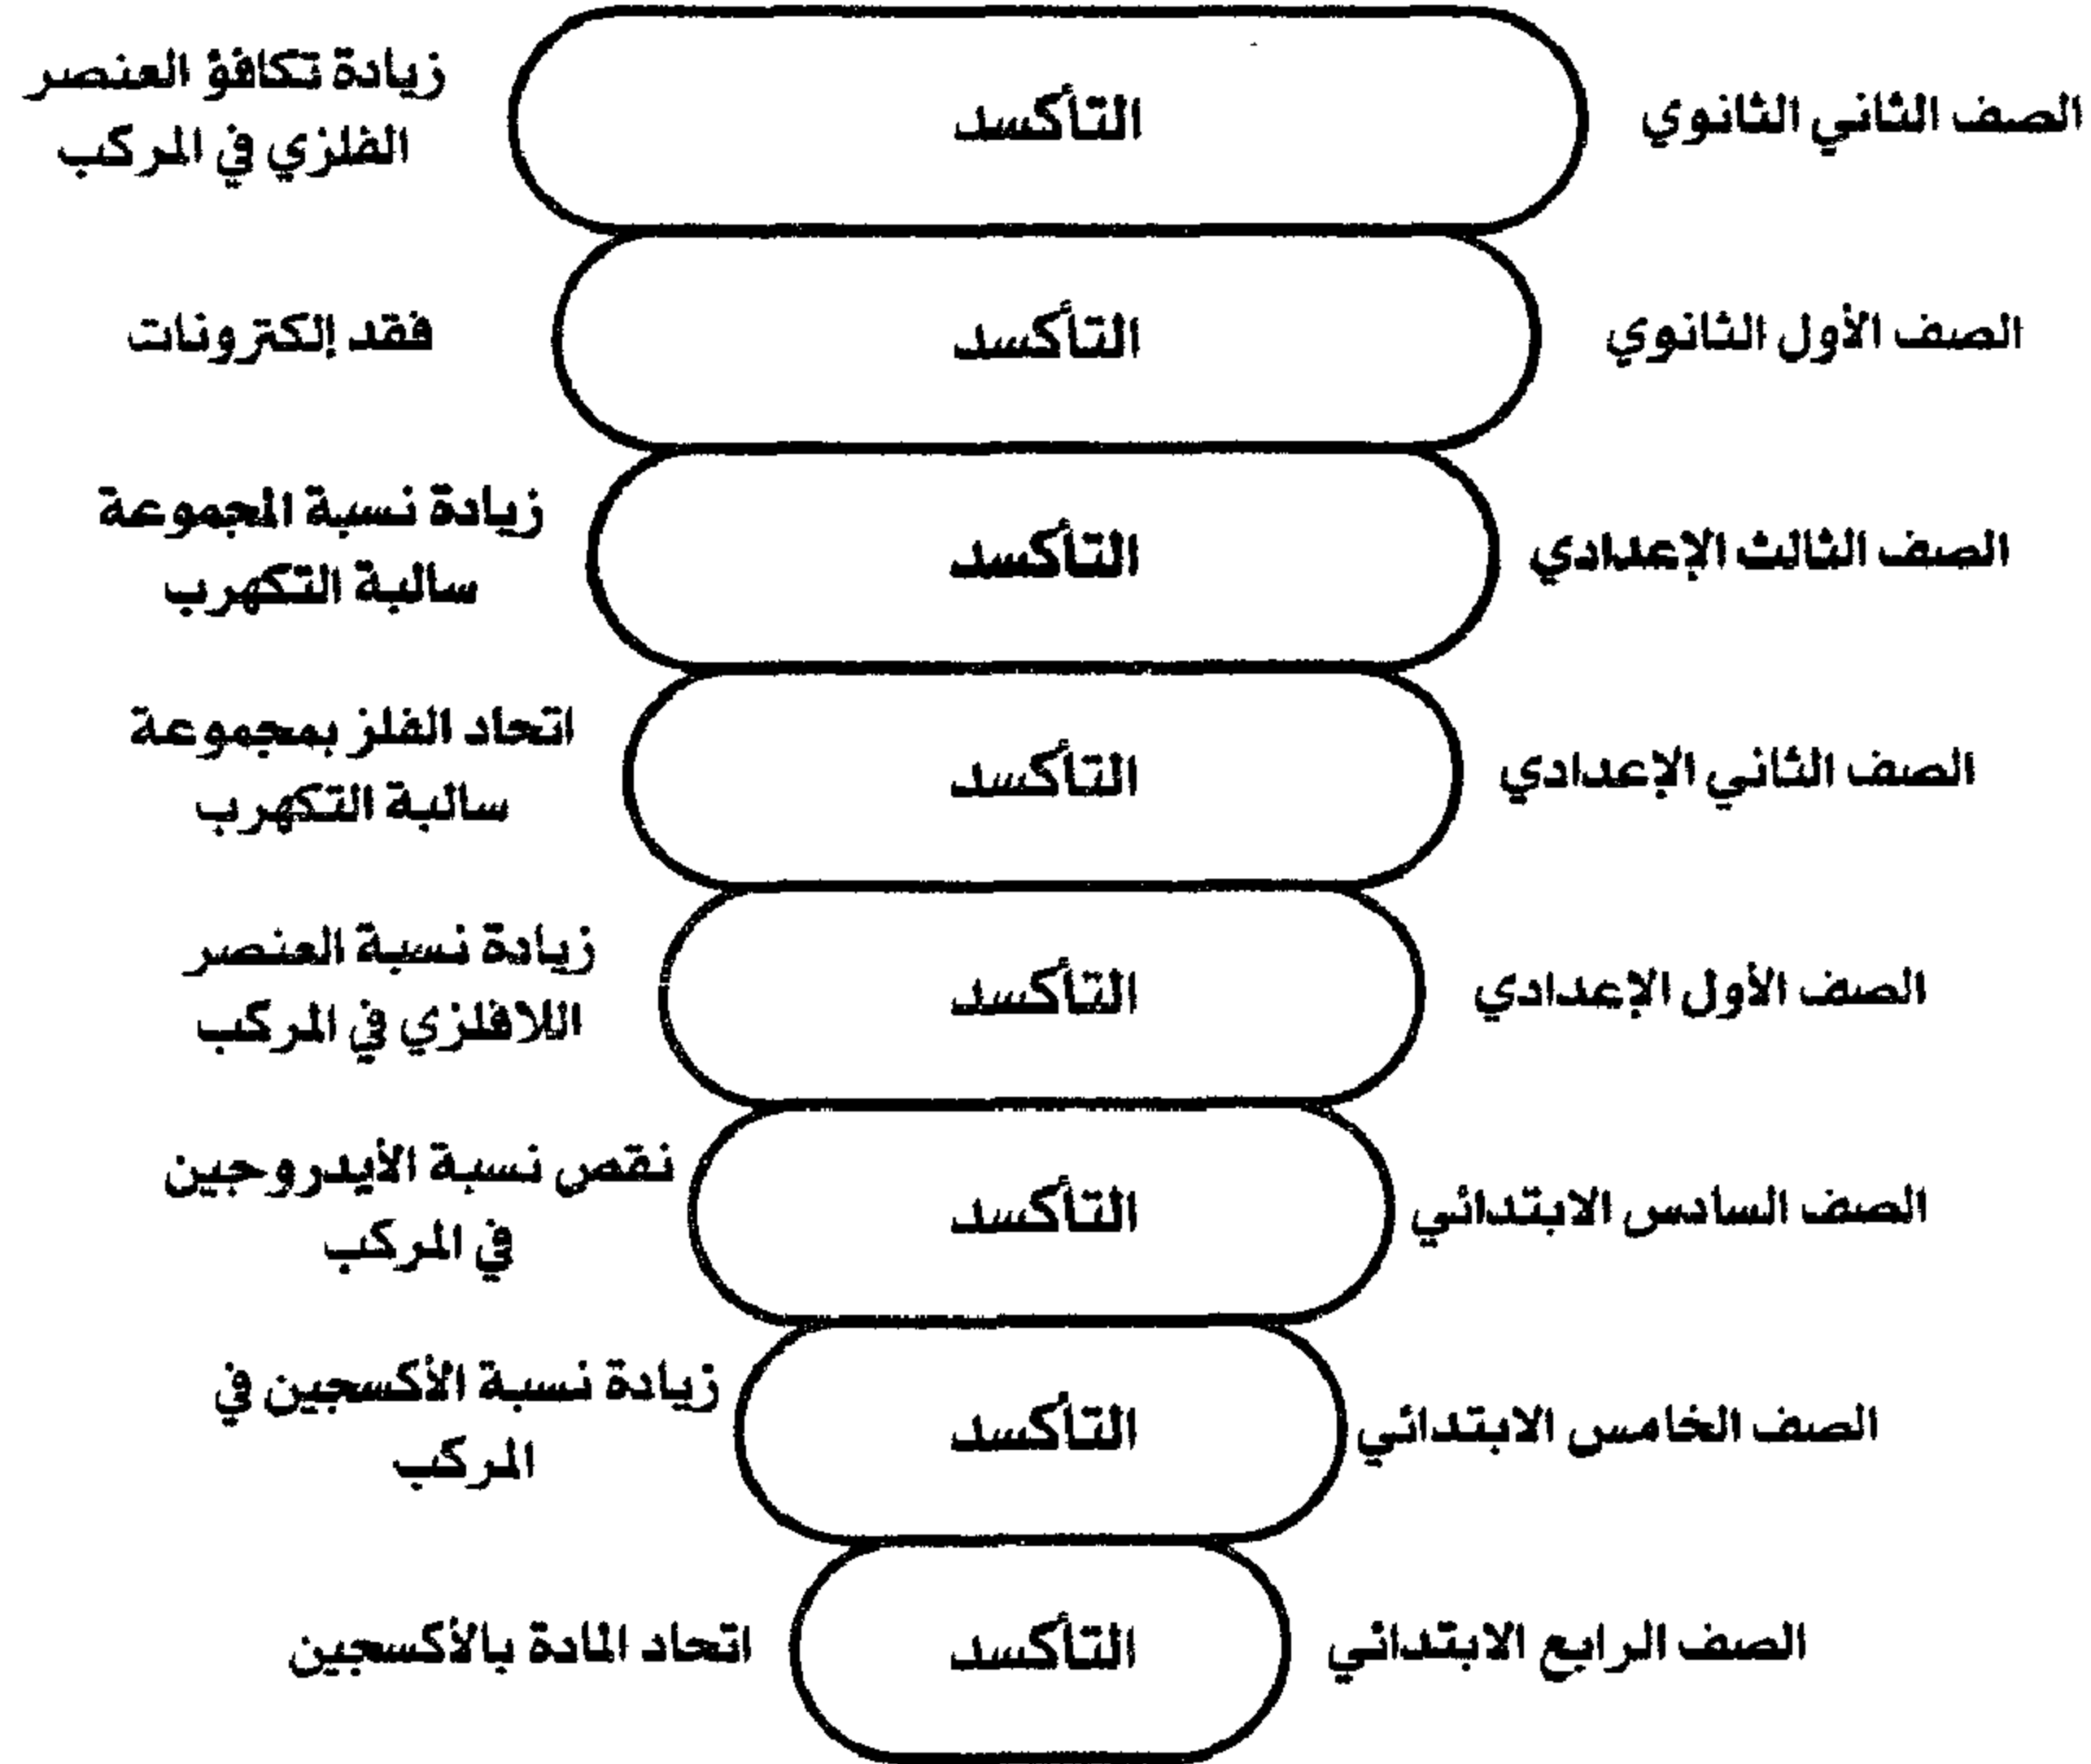 الصف الثاني الثانوي
التأكسد
زيادة تكافؤ العنصر
الفلزي في المركب
الصف الأول الثانوي
التأكسد
فقد إلكترونات
الصف الثالث الإعدادي
التأكسد
زيادة نسبة المجموعة
سالبة التكهرب
الصف الثاني الإعدادي
التأكسد
اتحاد الفلز بمجموعة
سالبة التكهرب
الصف الأول الإعدادي
التأكسد
زيادة نسبة العنصر
اللافلزي في المركب
الصف السادس الابتدائي
التأكسد
نقص نسبة الأيدروجين
في المركب
الصف الخامس الابتدائي
التأكسد
زيادة نسبة الأكسجين في
المركب
الصف الرابع الابتدائي
التأكسد
اتحاد المادة بالأكسجين